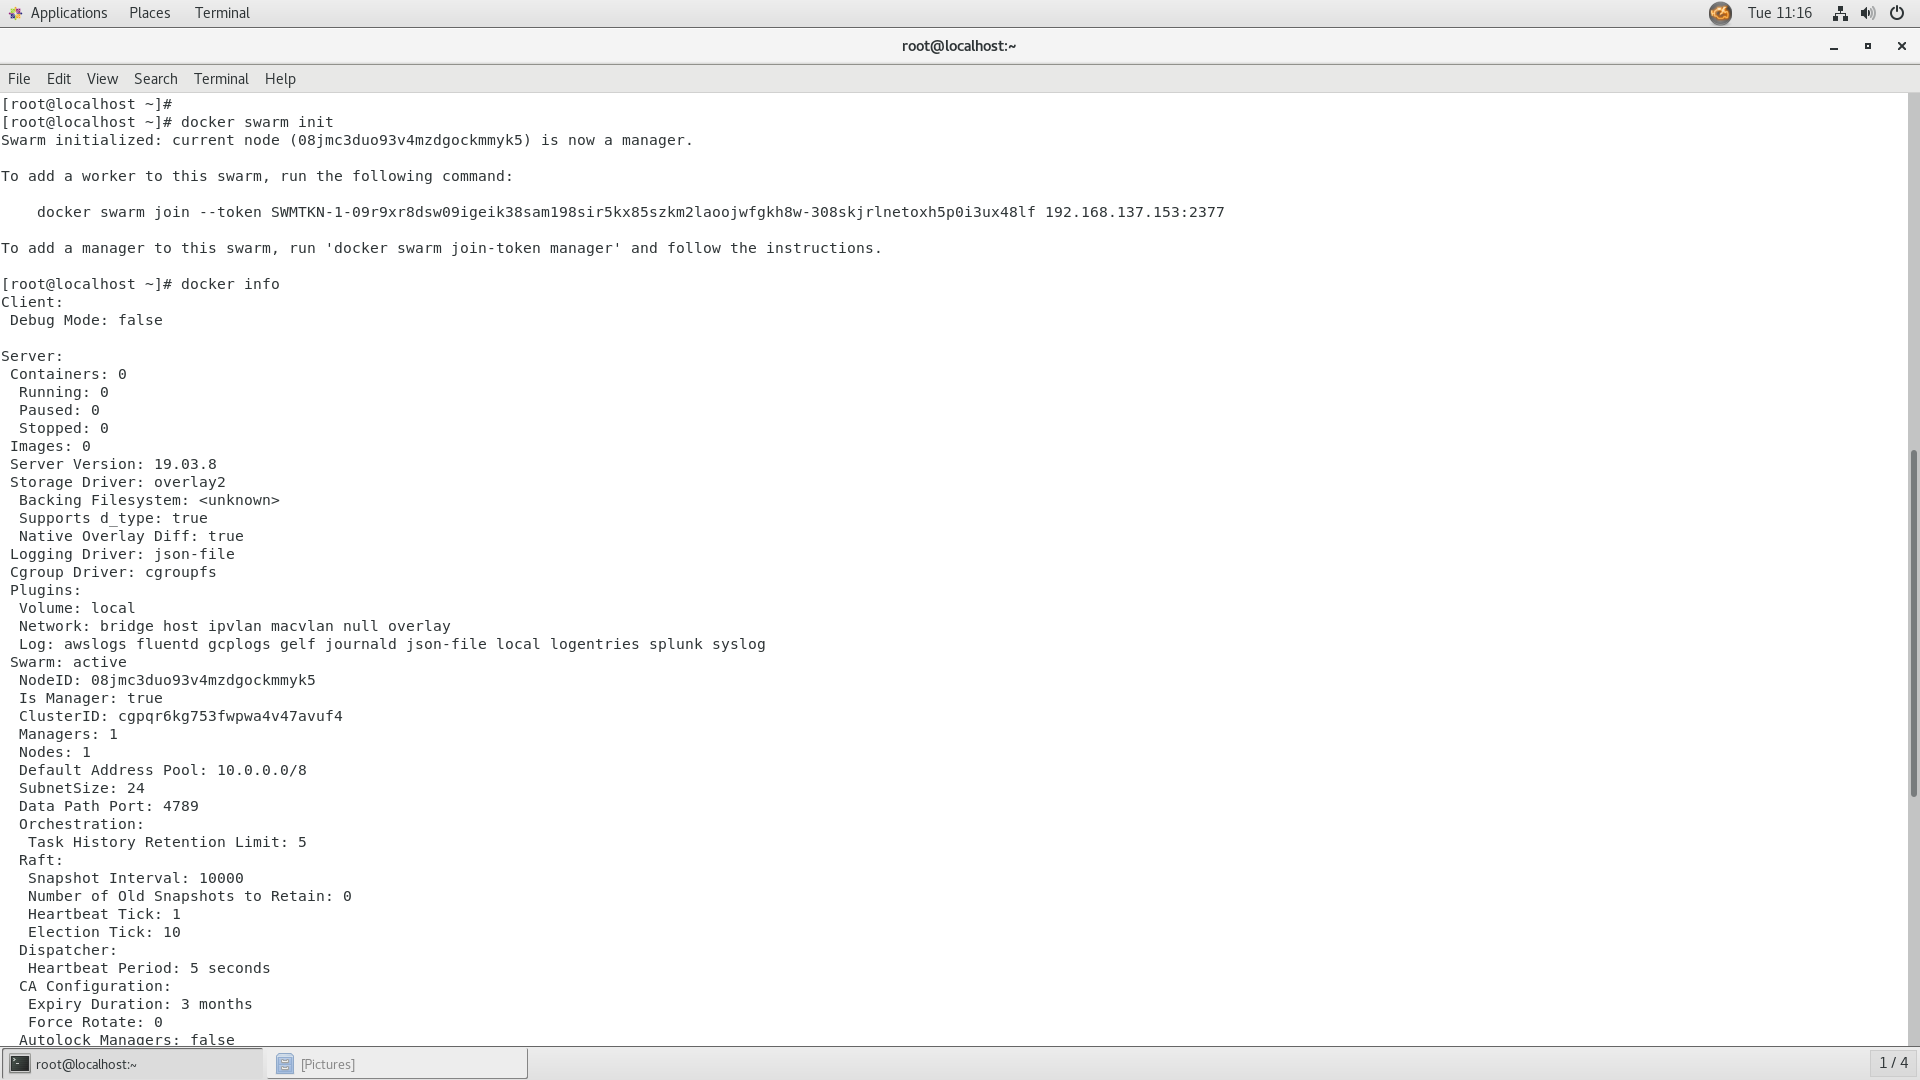 Applications Places Terminal Tue 11:16
root@localhost:~
File Edit View Search Terminal Help
[root@localhost ~]#
[root@localhost ~]# docker swarm init
Swarm initialized: current node (08jmc3duo93v4mzdgockmmyk5) is now a manager.
To add a worker to this swarm, run the following command:
docker swarm join --token SWMTKN-1-09r9xr8dsw09igeik38sam198sir5kx85szkm2laoojwfgkh8w-308skjrlnetoxh5p0i3ux48lf 192.168.137.153:2377
To add a manager to this swarm, run 'docker swarm join-token manager' and follow the instructions.
[root@localhost ~]# docker info
Client:
Debug Mode: false
Server:
Containers: 0
Running: 0
Paused: 0
Stopped: 0
Images: 0
Server Version: 19.03.8
Storage Driver: overlay2
Backing Filesystem: <unknown>
Supports d_type: true
Native Overlay Diff: true
Logging Driver: json-file
Cgroup Driver: cgroupfs
Plugins:
Volume: local
Network: bridge host ipvlan macvlan null overlay
Log: awslogs fluentd gcplogs gelf journald json-file local logentries splunk syslog
Swarm: active
NodeID: 08jmc3duo93v4mzdgockmmyk5
Is Manager: true
ClusterID: cgpqr6kg753fwpwa4v47avuf4
Managers: 1
Nodes: 1
Default Address Pool: 10.0.0.0/8
SubnetSize: 24
Data Path Port: 4789
Orchestration:
Task History Retention Limit: 5
Raft:
Snapshot Interval: 10000
Number of Old Snapshots to Retain: 0
Heartbeat Tick: 1
Election Tick: 10
Dispatcher:
Heartbeat Period: 5 seconds
CA Configuration:
Expiry Duration: 3 months
Force Rotate: 0
Autolock Managers: false
root@localhost:~ [Pictures] 1 / 4